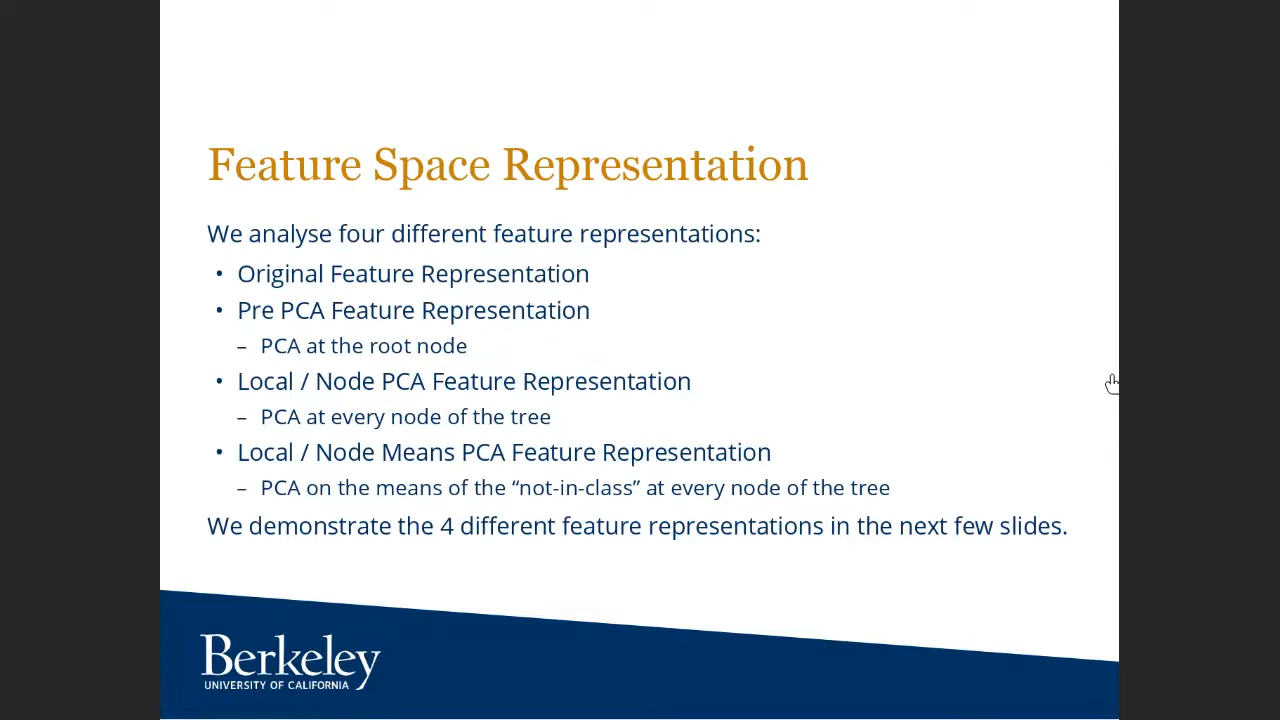 Feature Space Representation
We analyse four different feature representations:
• Original Feature Representation
• Pre PCA Feature Representation
– PCA at the root node
• Local / Node PCA Feature Representation
– PCA at every node of the tree
• Local / Node Means PCA Feature Representation
– PCA on the means of the “not-in-class” at every node of the tree
We demonstrate the 4 different feature representations in the next few slides.
Berkeley
UNIVERSITY OF CALIFORNIA